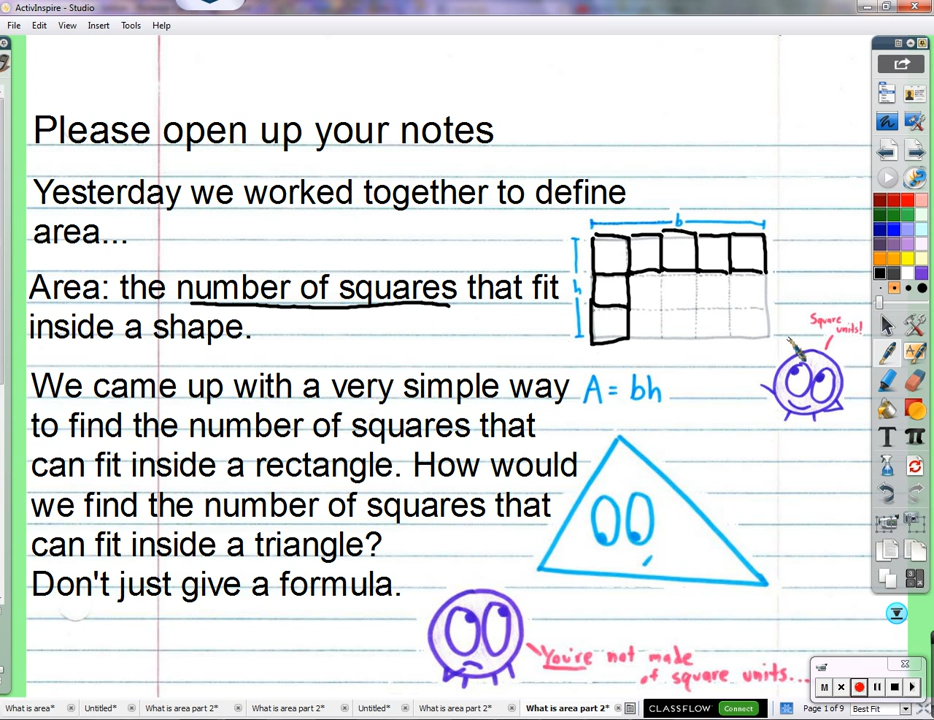 ActivInspire - Studio
File Edit View Insert Tools Help
Please open up your notes
Yesterday we worked together to define
area...
b
Area: the number of squares that fit
h
inside a shape.
Square
units!
We came up with a very simple way
A = bh
to find the number of squares that
can fit inside a rectangle. How would
we find the number of squares that
can fit inside a triangle?
Don't just give a formula.
You're not made
of square units...
What is area* Untitled* What is area part 2* What is area part 2* Untitled* What is area part 2* What is area part 2* CLASSFLOW Connect Page 1 of 9 Best Fit